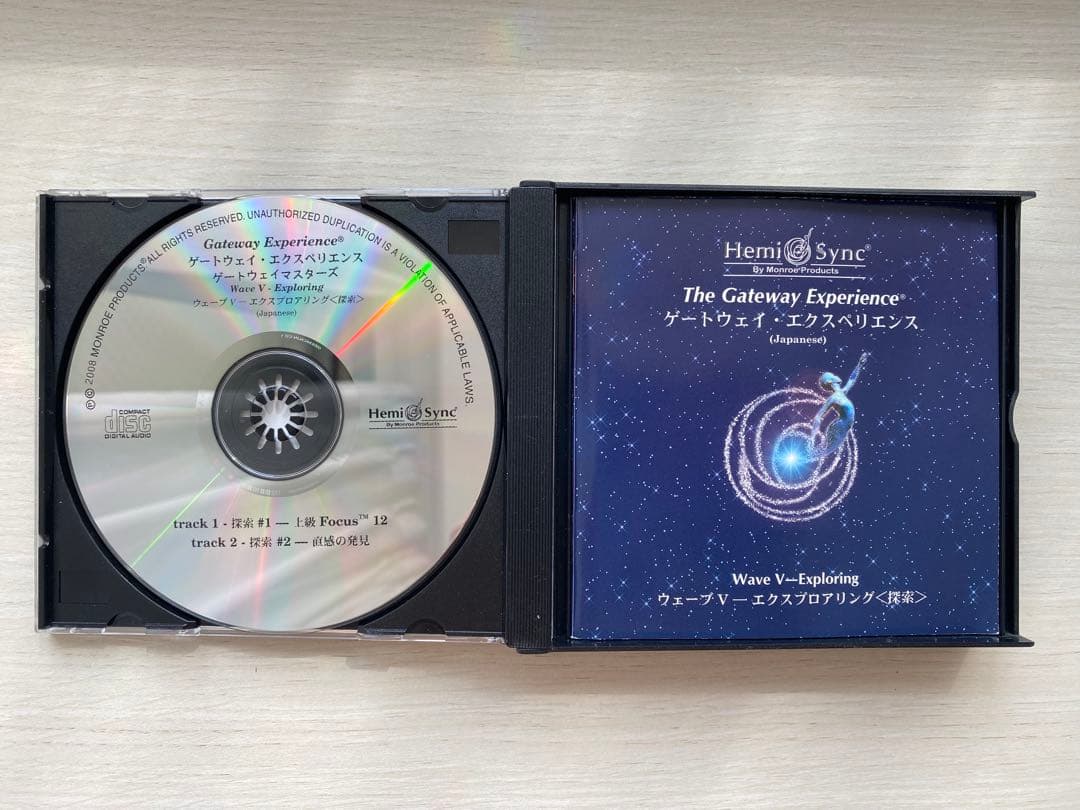 ℗ © 2008 MONROE PRODUCTS® ALL RIGHTS RESERVED. UNAUTHORIZED DUPLICATION IS A VIOLATION OF APPLICABLE LAWS
Gateway Experience®
ゲートウェイ・エクスペリエンス
ゲートウェイマスターズ
Wave V - Exploring
ウェーブ V ― エクスプロアリング<探索>
(Japanese)
COMPACT
disc
DIGITAL AUDIO
Hemi Sync®
By Monroe Products
track 1 - 探索 #1 ― 上級 Focus™ 12
track 2 - 探索 #2 ― 直感の発見
Hemi Sync®
By Monroe Products
The Gateway Experience®
ゲートウェイ・エクスペリエンス
(Japanese)
Wave V—Exploring
ウェーブ V ― エクスプロアリング<探索>